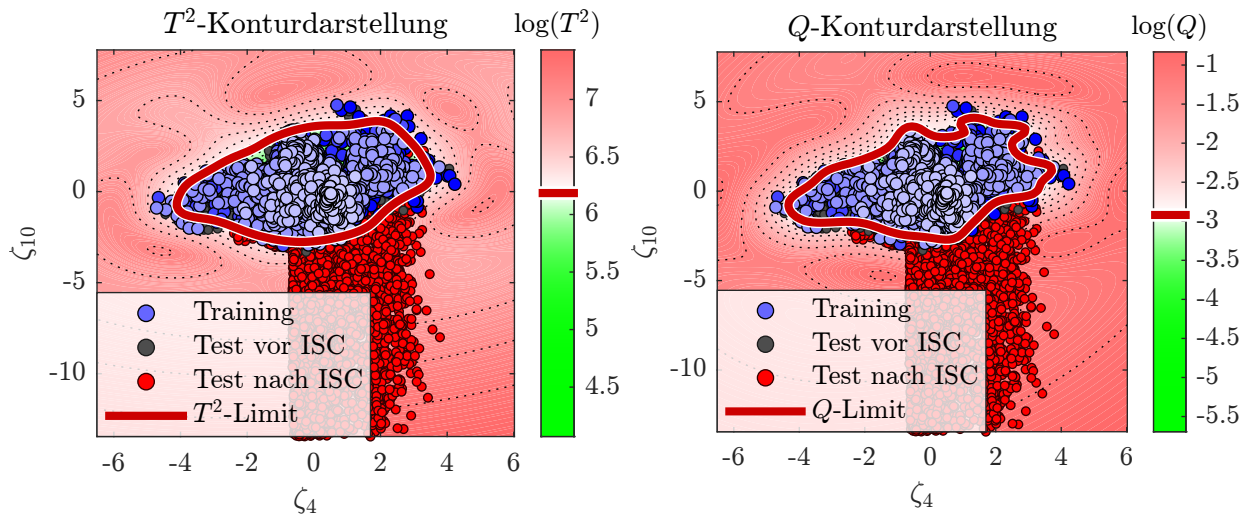 T²-Konturdarstellung
log(T²)
5
0
-5
-10
ζ₁₀
-6 -4 -2 0 2 4 6
ζ₄
7
6.5
6
5.5
5
4.5
Training
Test vor ISC
Test nach ISC
T²-Limit
Q-Konturdarstellung
log(Q)
5
0
-5
-10
ζ₁₀
-6 -4 -2 0 2 4 6
ζ₄
-1
-1.5
-2
-2.5
-3
-3.5
-4
-4.5
-5
-5.5
Training
Test vor ISC
Test nach ISC
Q-Limit